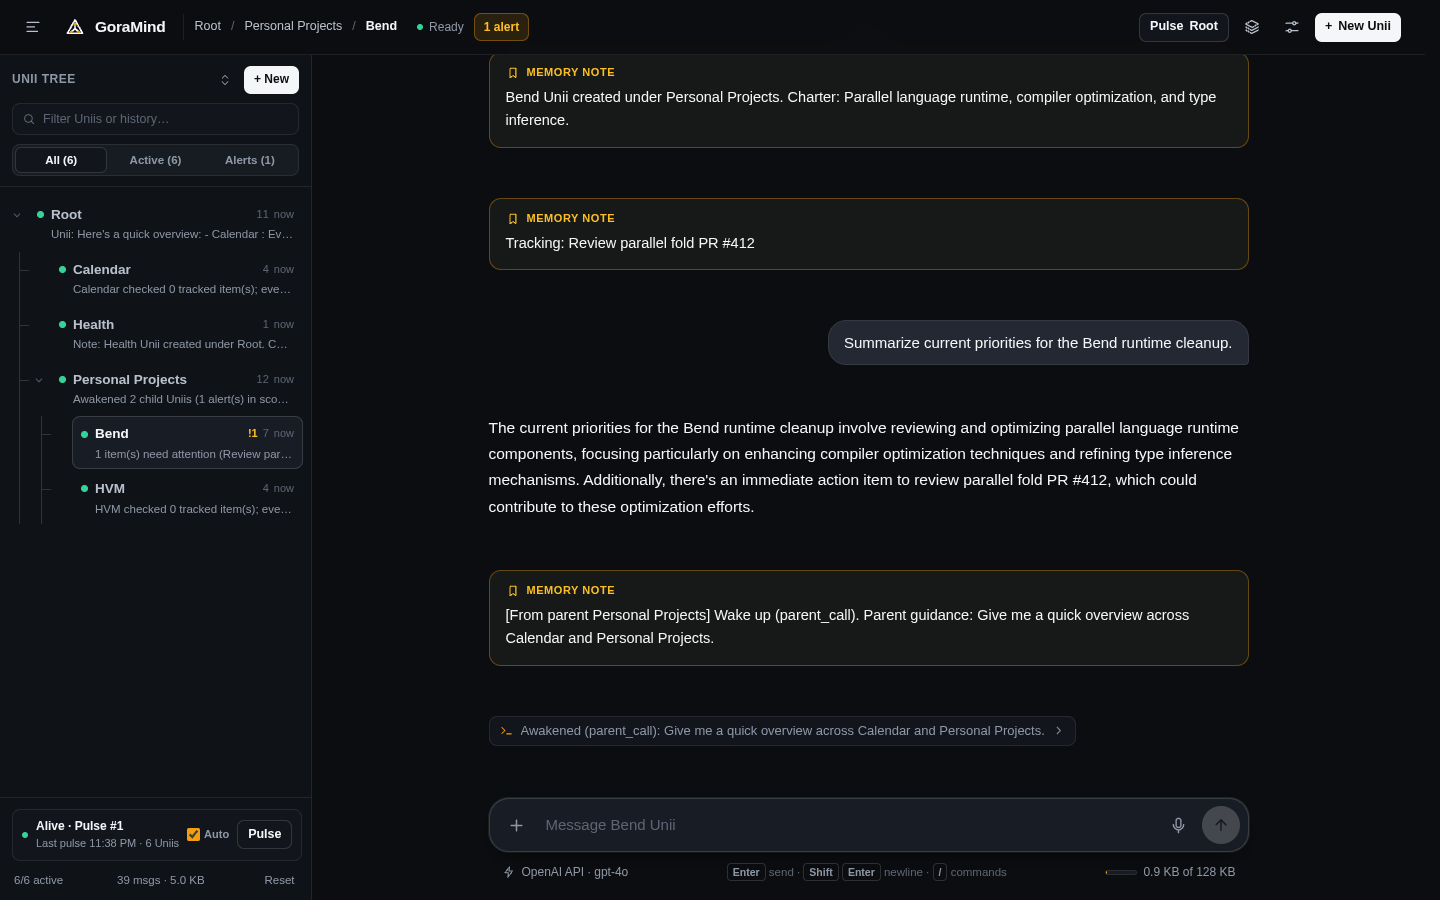 GoraMind
Root / Personal Projects / Bend
Ready
1 alert
Pulse Root
+ New Unii
UNII TREE
+ New
Filter Uniis or history…
All (6)
Active (6)
Alerts (1)
Root 11 now
Unii: Here's a quick overview: - Calendar : Ev…
Calendar 4 now
Calendar checked 0 tracked item(s); eve…
Health 1 now
Note: Health Unii created under Root. C…
Personal Projects 12 now
Awakened 2 child Uniis (1 alert(s) in sco…
Bend !1 7 now
1 item(s) need attention (Review par…
HVM 4 now
HVM checked 0 tracked item(s); eve…
Alive · Pulse #1
Last pulse 11:38 PM · 6 Uniis
Auto
Pulse
6/6 active
39 msgs · 5.0 KB
Reset
MEMORY NOTE
Bend Unii created under Personal Projects. Charter: Parallel language runtime, compiler optimization, and type
inference.
MEMORY NOTE
Tracking: Review parallel fold PR #412
Summarize current priorities for the Bend runtime cleanup.
The current priorities for the Bend runtime cleanup involve reviewing and optimizing parallel language runtime
components, focusing particularly on enhancing compiler optimization techniques and refining type inference
mechanisms. Additionally, there's an immediate action item to review parallel fold PR #412, which could
contribute to these optimization efforts.
MEMORY NOTE
[From parent Personal Projects] Wake up (parent_call). Parent guidance: Give me a quick overview across
Calendar and Personal Projects.
Awakened (parent_call): Give me a quick overview across Calendar and Personal Projects.
Message Bend Unii
OpenAI API · gpt-4o
Enter send · Shift Enter newline · / commands
0.9 KB of 128 KB